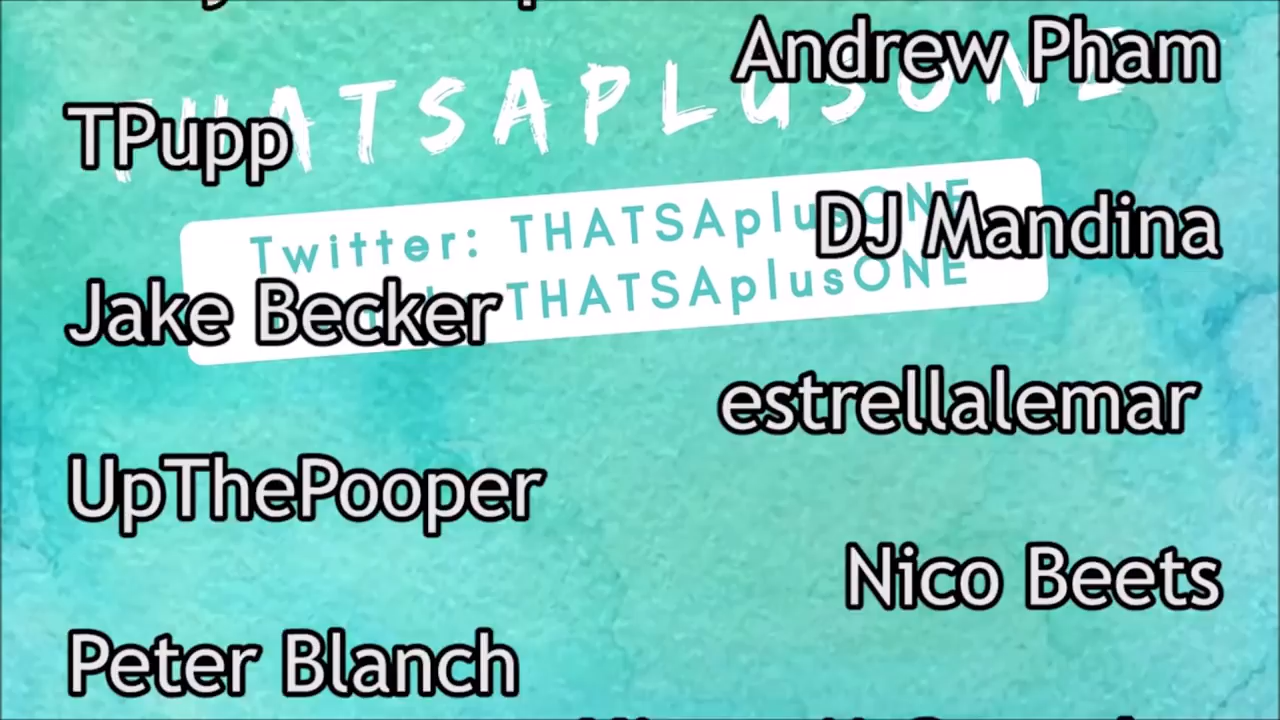 Andrew Pham
THATSAPLUSONE
TPupp
Twitter: THATSAplusONE
DJ Mandina
THATSAplusONE
Jake Becker
estrellalemar
UpThePooper
Nico Beets
Peter Blanch